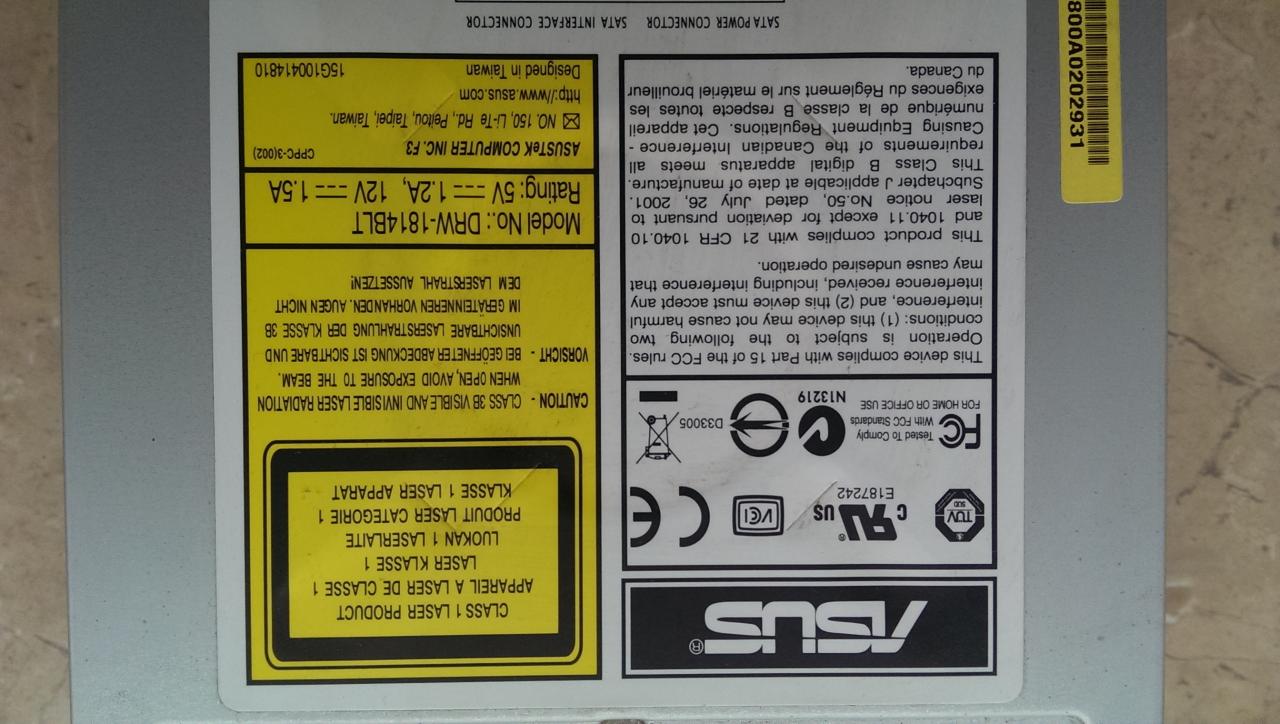 ASUS®
TÜV
SÜD
c RU US
®
E187242
VCI
CE
FC
Tested To Comply
With FCC Standards
FOR HOME OR OFFICE USE
N13219
D33005
This device complies with Part 15 of the FCC rules.
Operation is subject to the following two
conditions: (1) this device may not cause harmful
interference, and (2) this device must accept any
interference received, including interference that
may cause undesired operation.
This product complies with 21 CFR 1040.10
and 1040.11 except for deviation pursuant to
laser notice No.50, dated July 26, 2001.
Subchapter J applicable at date of manufacture.
This Class B digital apparatus meets all
requirements of the Canadian Interference -
Causing Equipment Regulations. Cet appareil
numérique de la classe B respecte toutes les
exigences du Règlement sur le matériel brouilleur
du Canada.
CLASS 1 LASER PRODUCT
APPAREIL A LASER DE CLASSE 1
LASER KLASSE 1
LUOKAN 1 LASERLAITE
PRODUIT LASER CATEGORIE 1
KLASSE 1 LASER APPARAT
CAUTION - CLASS 3B VISIBLE AND INVISIBLE LASER RADIATION
WHEN OPEN, AVOID EXPOSURE TO THE BEAM.
VORSICHT - BEI GEÖFFNETER ABDECKUNG IST SICHTBARE UND
UNSICHTBARE LASERSTRAHLUNG DER KLASSE 3B
IM GERÄTEINNEREN VORHANDEN. AUGEN NICHT
DEM LASERSTRAHL AUSSETZEN!
Model No.: DRW-1814BLT
Rating: 5V ⎓ 1.2A, 12V ⎓ 1.5A
ASUSTeK COMPUTER INC. F3 CPPC-3(002)
NO. 150, Li-Te Rd., Peitou, Taipei, Taiwan.
http://www.asus.com
Designed in Taiwan 15G100414810
SATA POWER CONNECTOR SATA INTERFACE CONNECTOR
800A0202931